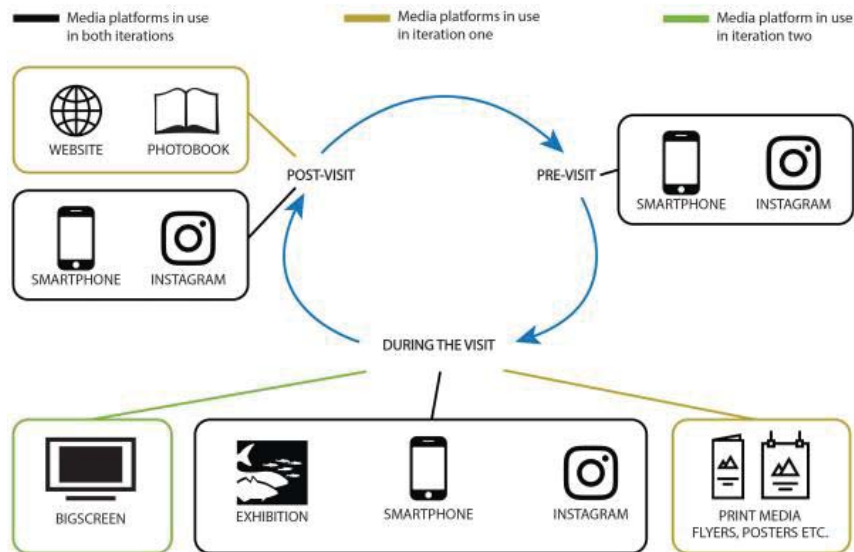 Media platforms in use
in both iterations
Media platforms in use
in iteration one
Media platform in use
in iteration two
WEBSITE
PHOTOBOOK
POST-VISIT
PRE-VISIT
SMARTPHONE
INSTAGRAM
SMARTPHONE
INSTAGRAM
DURING THE VISIT
BIGSCREEN
EXHIBITION
SMARTPHONE
INSTAGRAM
PRINT MEDIA
FLYERS, POSTERS ETC.